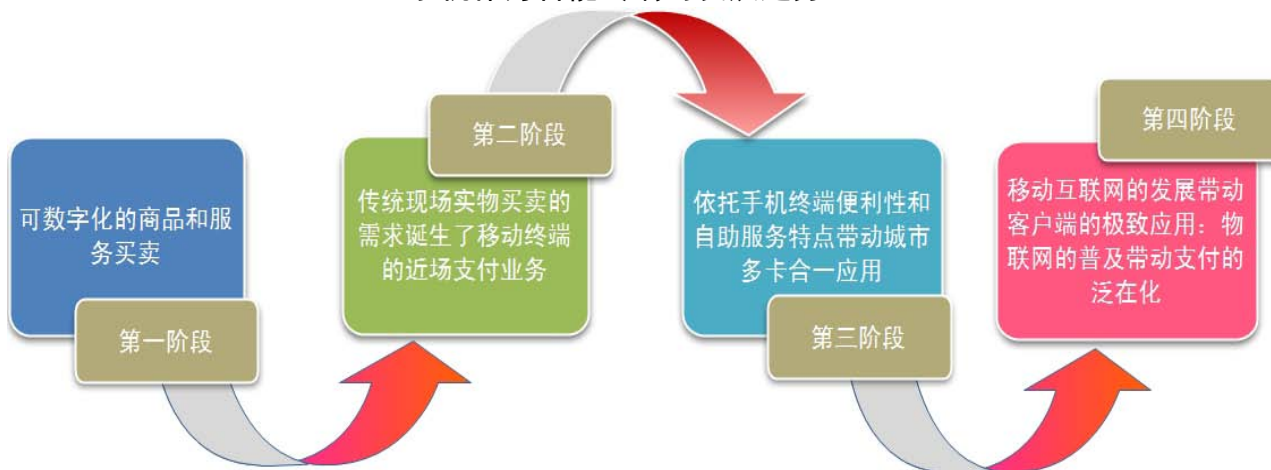 可数字化的商品和服
务买卖
第一阶段
第二阶段
传统现场实物买卖的
需求诞生了移动终端
的近场支付业务
依托手机终端便利性和
自助服务特点带动城市
多卡合一应用
第三阶段
第四阶段
移动互联网的发展带动
客户端的极致应用：物
联网的普及带动支付的
泛在化